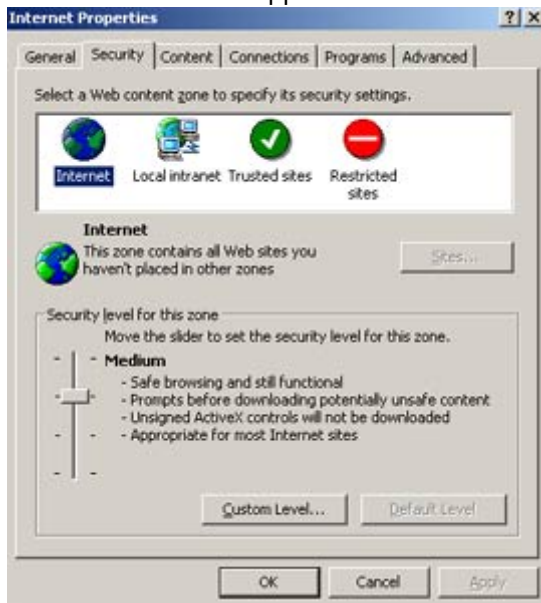 Internet Properties
General Security Content Connections Programs Advanced
Select a Web content zone to specify its security settings.
Internet Local intranet Trusted sites Restricted
sites
Internet
This zone contains all Web sites you
haven't placed in other zones
Sites...
Security level for this zone
Move the slider to set the security level for this zone.
Medium
- Safe browsing and still functional
- Prompts before downloading potentially unsafe content
- Unsigned ActiveX controls will not be downloaded
- Appropriate for most Internet sites
Custom Level... Default Level
OK Cancel Apply